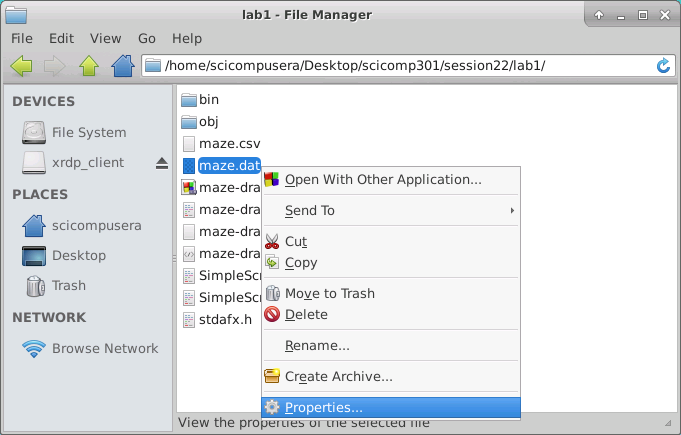 lab1 - File Manager
File Edit View Go Help
/home/scicompusera/Desktop/scicomp301/session22/lab1/
DEVICES
File System
xrdp_client
PLACES
scicompusera
Desktop
Trash
NETWORK
Browse Network
bin
obj
maze.csv
maze.dat
maze-dra
maze-dra
maze-dra
maze-dra
SimpleScr
SimpleScr
stdafx.h
Open With Other Application...
Send To
Cut
Copy
Move to Trash
Delete
Rename...
Create Archive...
Properties...
View the properties of the selected file